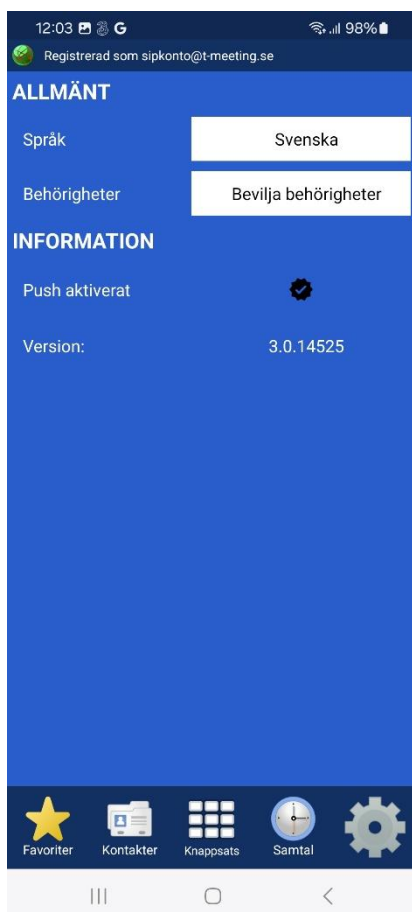 12:03 G 98%
Registrerad som sipkonto@t-meeting.se
ALLMÄNT
Språk Svenska
Behörigheter Bevilja behörigheter
INFORMATION
Push aktiverat
Version: 3.0.14525
Favoriter Kontakter Knappsats Samtal